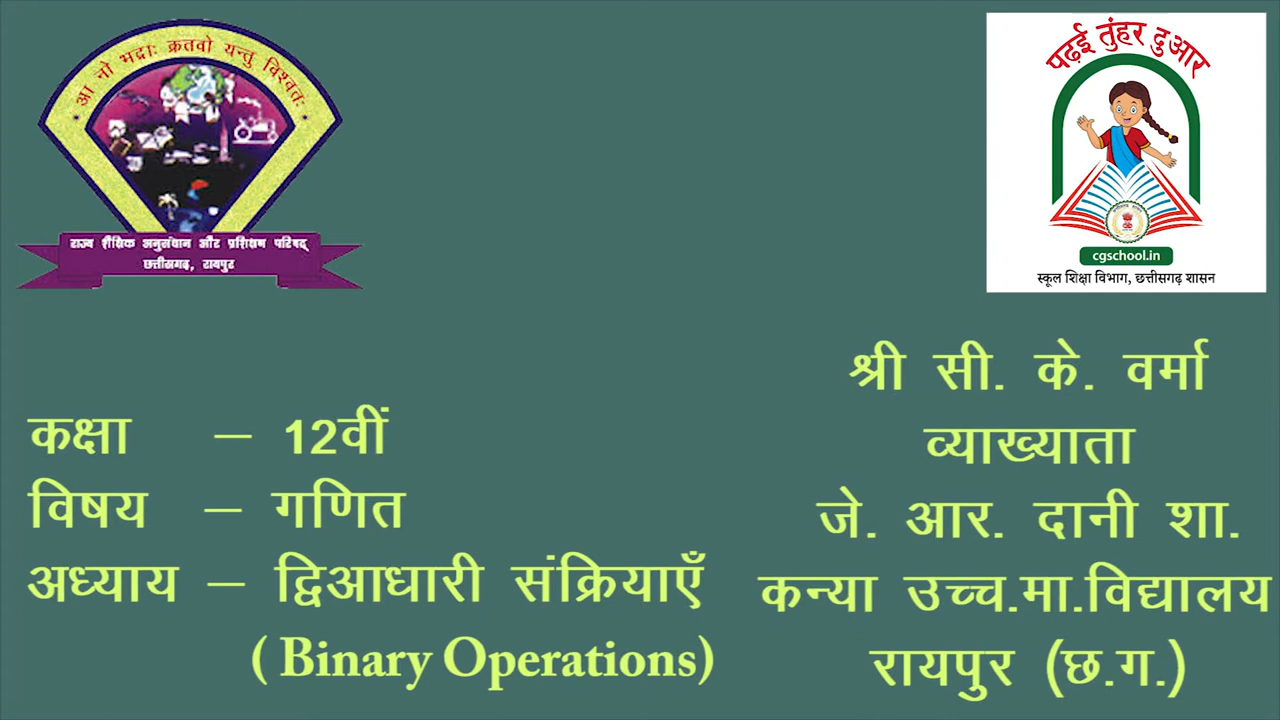 आ नो भद्राः क्रतवो यन्तु विश्वतः
राज्य शैक्षिक अनुसंधान और प्रशिक्षण परिषद्
छत्तीसगढ़, रायपुर
पढ़ई तुंहर दुआर
cgschool.in
स्कूल शिक्षा विभाग, छत्तीसगढ़ शासन
कक्षा – 12वीं
विषय – गणित
अध्याय – द्विआधारी संक्रियाएँ
( Binary Operations)
श्री सी. के. वर्मा
व्याख्याता
जे. आर. दानी शा.
कन्या उच्च.मा.विद्यालय
रायपुर (छ.ग.)